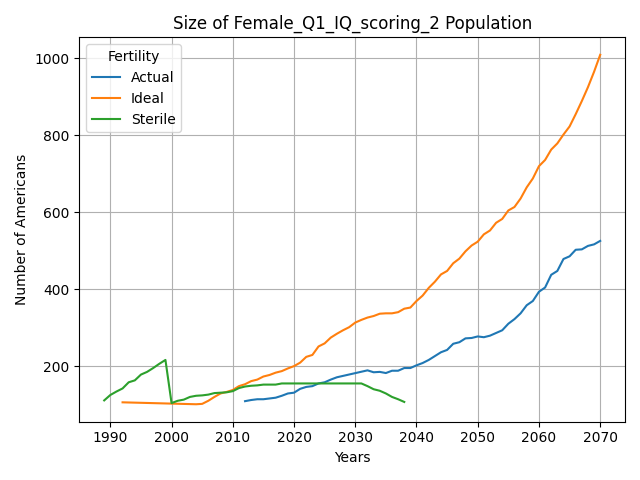 Size of Female_Q1_IQ_scoring_2 Population
Fertility
Actual
Ideal
Sterile
1000
800
600
400
200
Number of Americans
1990 2000 2010 2020 2030 2040 2050 2060 2070
Years